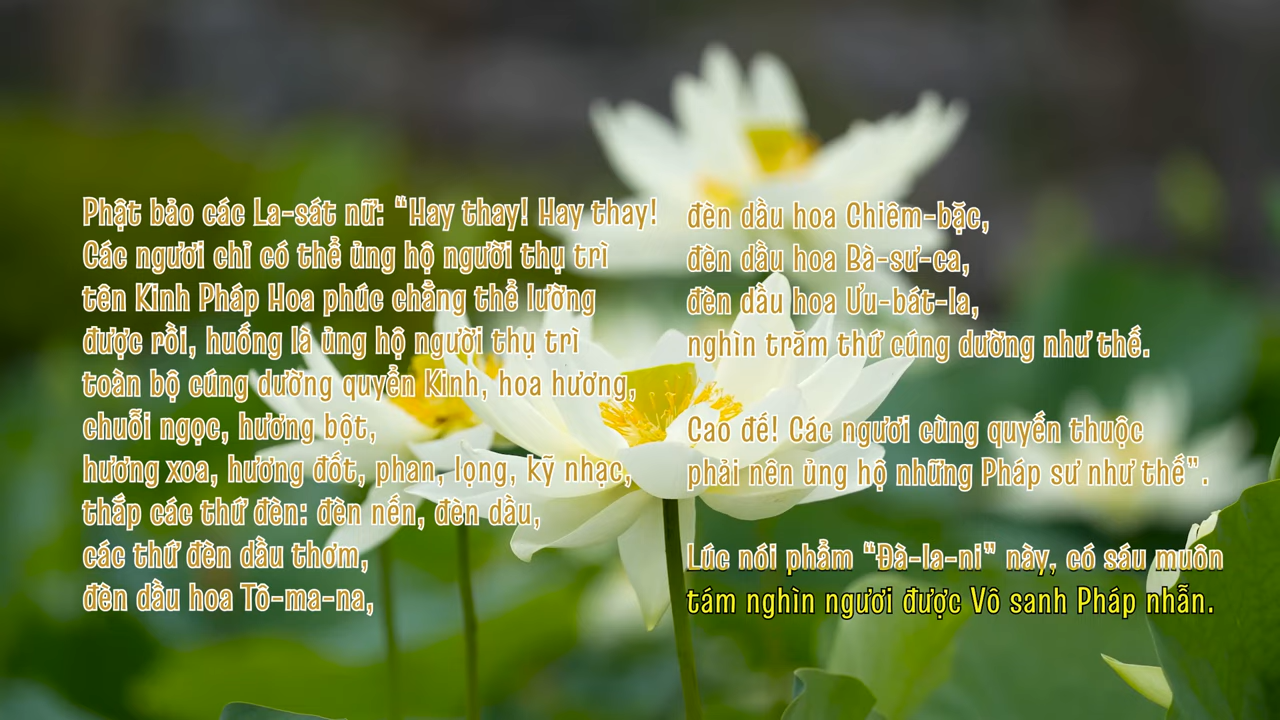 Phật bảo các La-sát nữ: “Hay thay! Hay thay!
Các ngươi chỉ có thể ủng hộ người thụ trì
tên Kinh Pháp Hoa phúc chẳng thể lường
được rồi, huống là ủng hộ người thụ trì
toàn bộ cúng dường quyển Kinh, hoa hương,
chuỗi ngọc, hương bột,
hương xoa, hương đốt, phan, lọng, kỹ nhạc,
thắp các thứ đèn: đèn nến, đèn dầu,
các thứ đèn dầu thơm,
đèn dầu hoa Tô-ma-na,
đèn dầu hoa Chiêm-bặc,
đèn dầu hoa Bà-sư-ca,
đèn dầu hoa Ưu-bát-la,
nghìn trăm thứ cúng dường như thế.
Cao đế! Các ngươi cùng quyến thuộc
phải nên ủng hộ những Pháp sư như thế”.
Lúc nói phẩm “Đà-la-ni” này, có sáu muôn
tám nghìn ngươi được Vô sanh Pháp nhẫn.